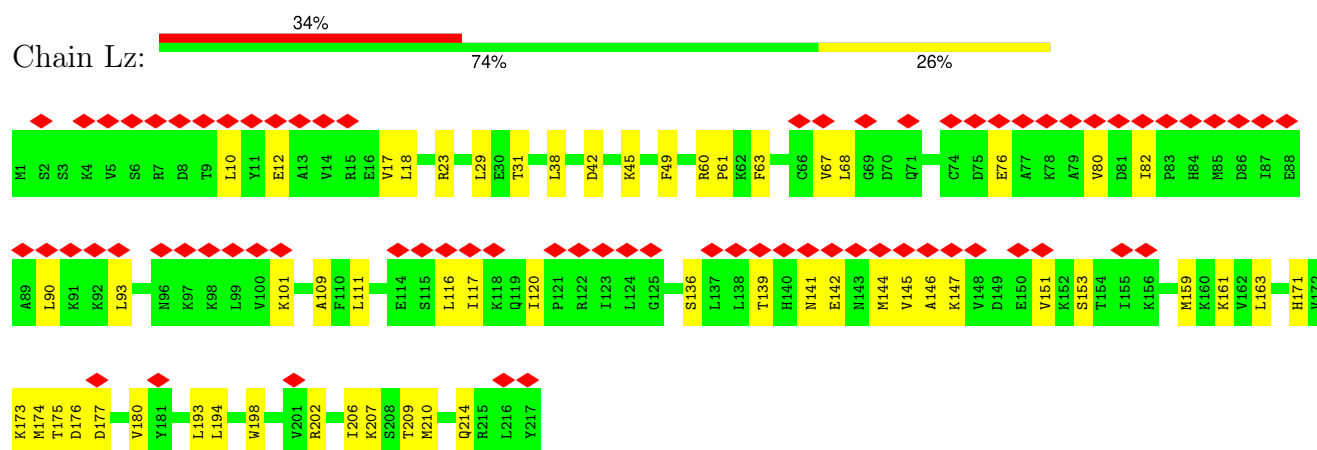 34%
Chain Lz:
74% 26%
M1 S2 S3 K4 V5 S6 R7 D8 T9 L10 Y11 E12 A13 V14 R15 E16 V17 L18 R23 L29 E30 T31 L38 D42 K45 F49 R60 P61 K62 F63 C66 V67 L68 G69 D70 Q71 C74 D75 E76 A77 K78 A79 V80 D81 I82 P83 H84 M85 D86 I87 E88
A89 L90 K91 K92 L93 N96 K97 K98 L99 V100 K101 A109 F110 L111 E114 S115 L116 I117 K118 Q119 I120 P121 R122 I123 L124 G125 S136 L137 L138 T139 H140 N141 E142 N143 M144 V145 A146 K147 V148 D149 E150 V151 K152 S153 T154 I155 K156 M159 K160 K161 V162 L163 H171
K173 M174 T175 D176 D177 V180 Y181 L193 L194 W198 V201 R202 I206 K207 S208 T209 M210 Q214 R215 L216 Y217